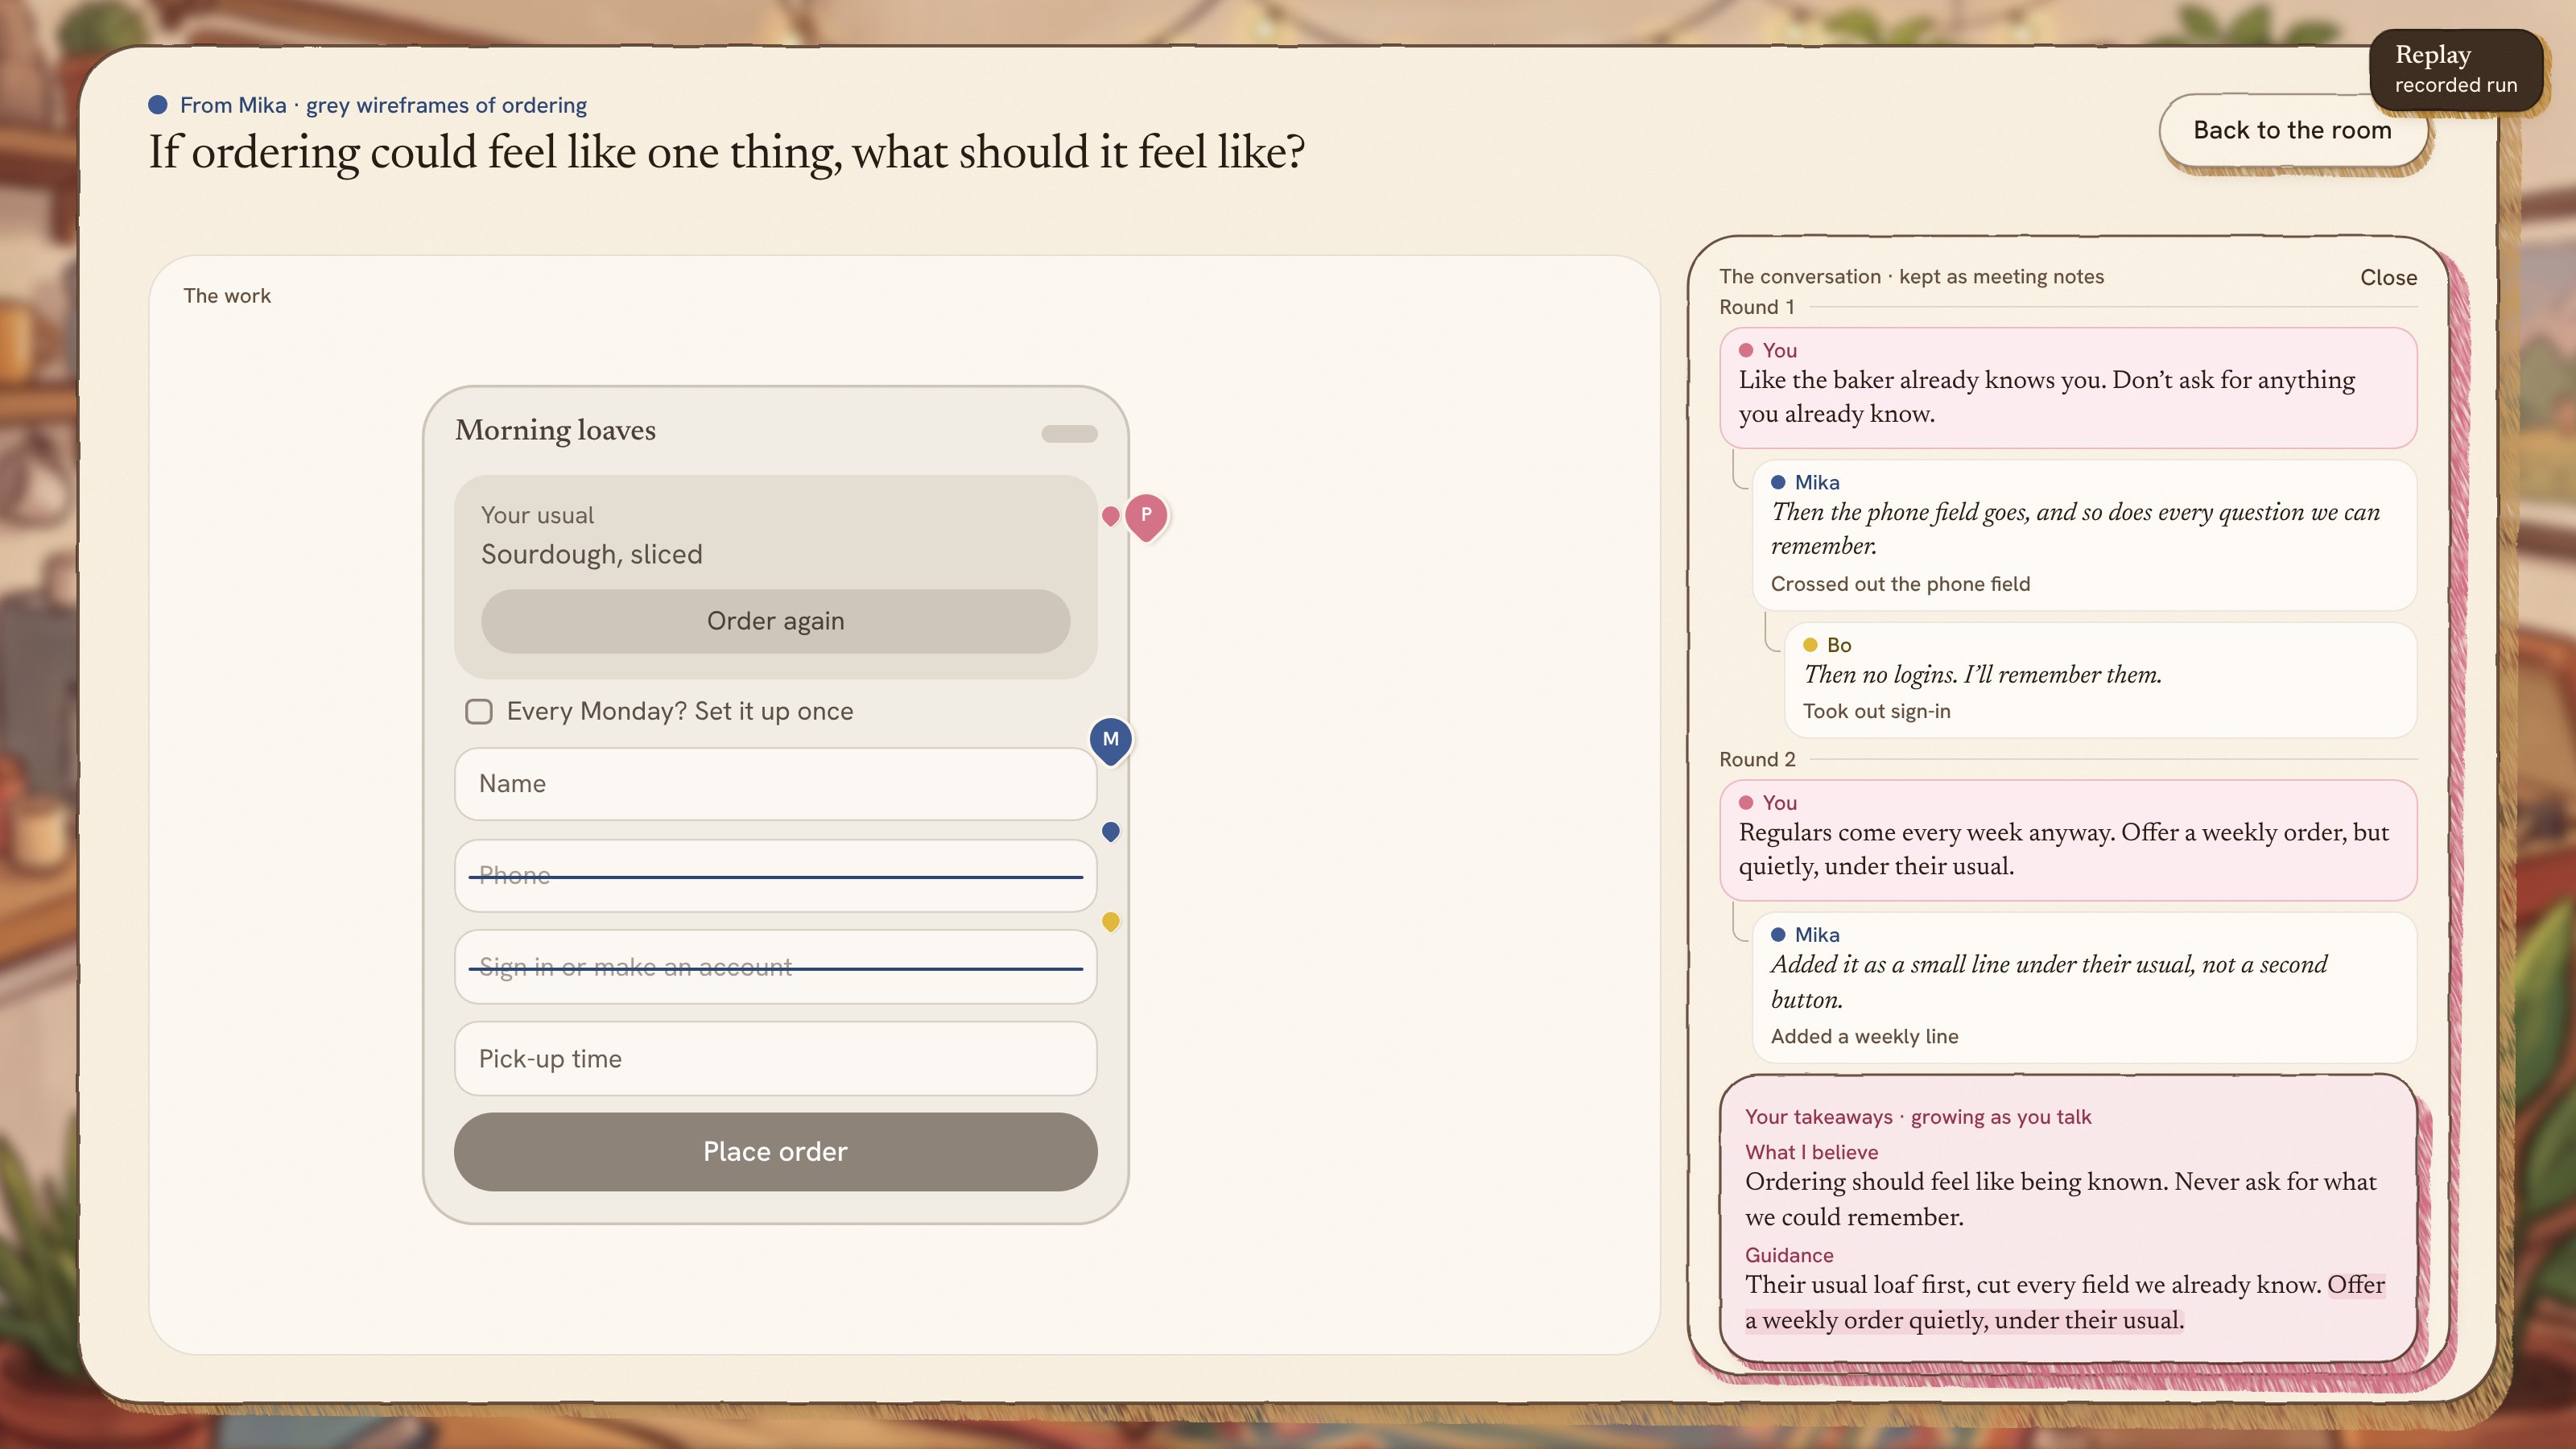 Replay
recorded run
From Mika · grey wireframes of ordering
If ordering could feel like one thing, what should it feel like?
Back to the room
The work
Morning loaves
Your usual
Sourdough, sliced
Order again
P
Every Monday? Set it up once
M
Name
Phone
Sign in or make an account
Pick-up time
Place order
The conversation · kept as meeting notes
Close
Round 1
You
Like the baker already knows you. Don’t ask for anything
you already know.
Mika
Then the phone field goes, and so does every question we can
remember.
Crossed out the phone field
Bo
Then no logins. I’ll remember them.
Took out sign-in
Round 2
You
Regulars come every week anyway. Offer a weekly order, but
quietly, under their usual.
Mika
Added it as a small line under their usual, not a second
button.
Added a weekly line
Your takeaways · growing as you talk
What I believe
Ordering should feel like being known. Never ask for what
we could remember.
Guidance
Their usual loaf first, cut every field we already know. Offer
a weekly order quietly, under their usual.